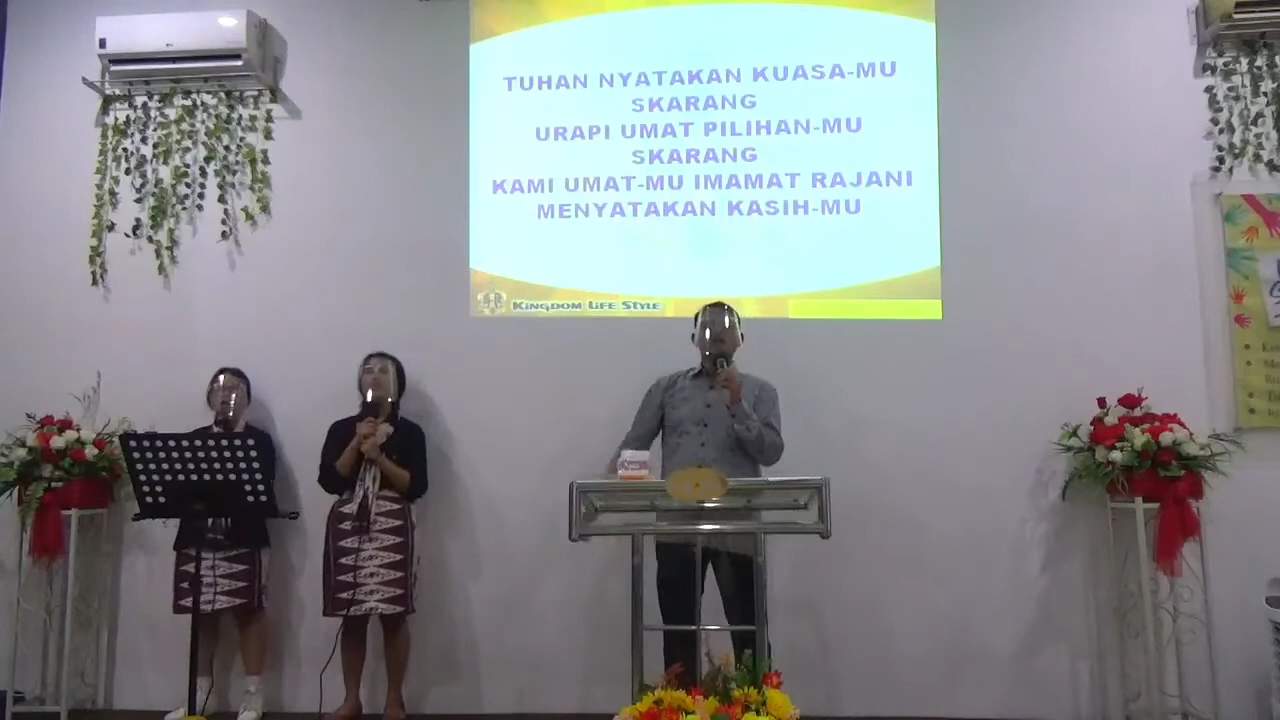 TUHAN NYATAKAN KUASA-MU
SKARANG
URAPI UMAT PILIHAN-MU
SKARANG
KAMI UMAT-MU IMAMAT RAJANI
MENYATAKAN KASIH-MU
KINGDOM LIFE STYLE